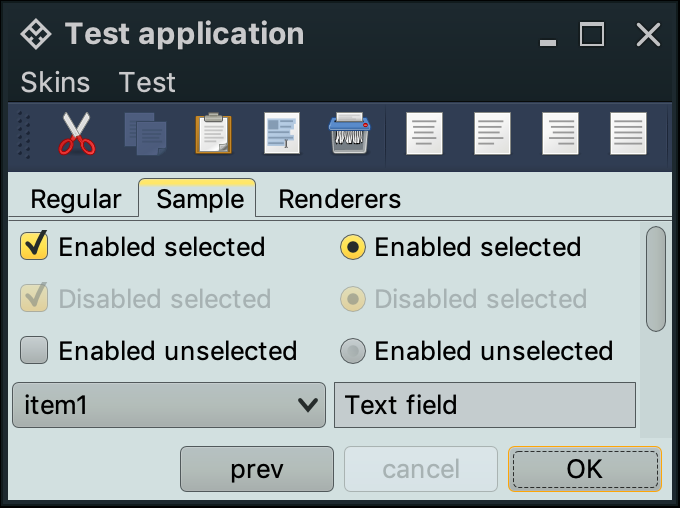 Test application
Skins Test
Regular Sample Renderers
Enabled selected Enabled selected
Disabled selected Disabled selected
Enabled unselected Enabled unselected
item1 Text field
prev cancel OK